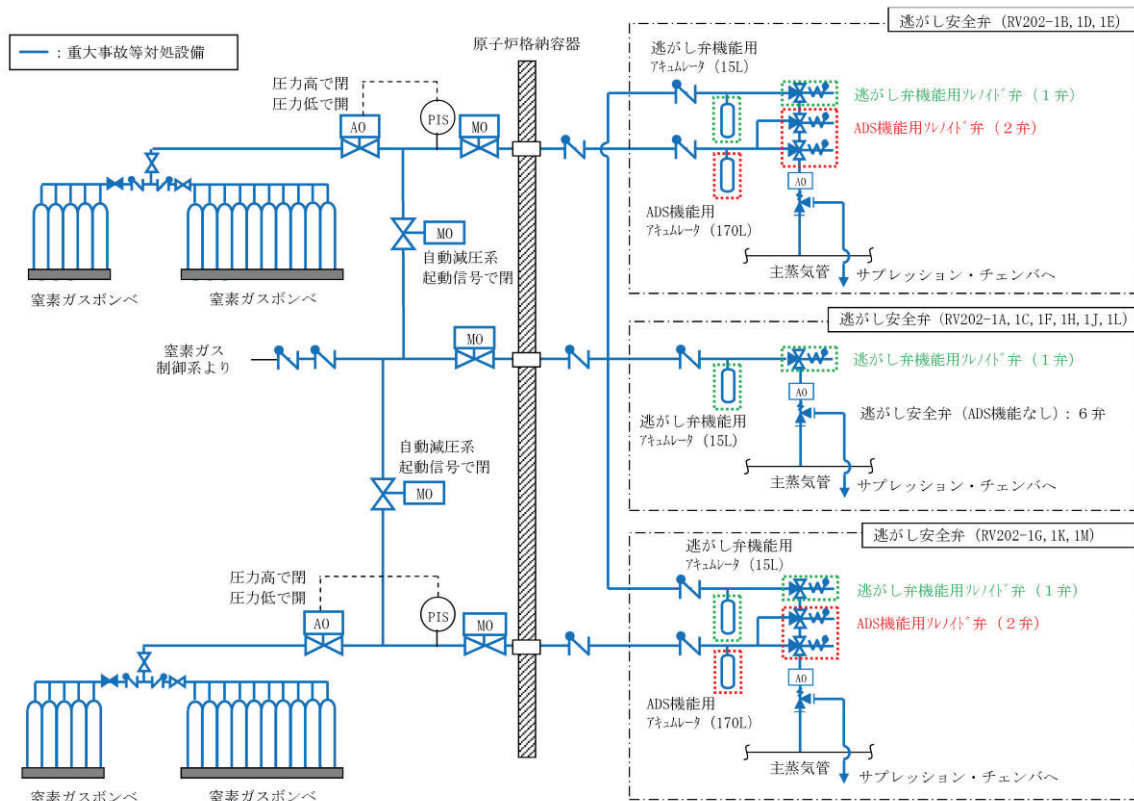 ━━ : 重大事故等対処設備
原子炉格納容器
圧力高で閉
圧力低で開
AO
PIS
MO
MO
自動減圧系
起動信号で閉
窒素ガスボンベ
窒素ガスボンベ
窒素ガス
制御系より
MO
自動減圧系
起動信号で閉
MO
圧力高で閉
圧力低で開
AO
PIS
MO
窒素ガスボンベ
窒素ガスボンベ
逃がし安全弁 (RV202-1B, 1D, 1E)
逃がし弁機能用
アキュムレータ (15L)
逃がし弁機能用ソレノイド弁 (1弁)
ADS機能用ソレノイド弁 (2弁)
ADS機能用
アキュムレータ (170L)
AO
主蒸気管
サプレッション・チェンバへ
逃がし安全弁 (RV202-1A, 1C, 1F, 1H, 1J, 1L)
逃がし弁機能用ソレノイド弁 (1弁)
AO
逃がし弁機能用
アキュムレータ (15L)
逃がし安全弁 (ADS機能なし) : 6弁
主蒸気管
サプレッション・チェンバへ
逃がし安全弁 (RV202-1G, 1K, 1M)
逃がし弁機能用
アキュムレータ (15L)
逃がし弁機能用ソレノイド弁 (1弁)
ADS機能用ソレノイド弁 (2弁)
ADS機能用
アキュムレータ (170L)
AO
主蒸気管
サプレッション・チェンバへ